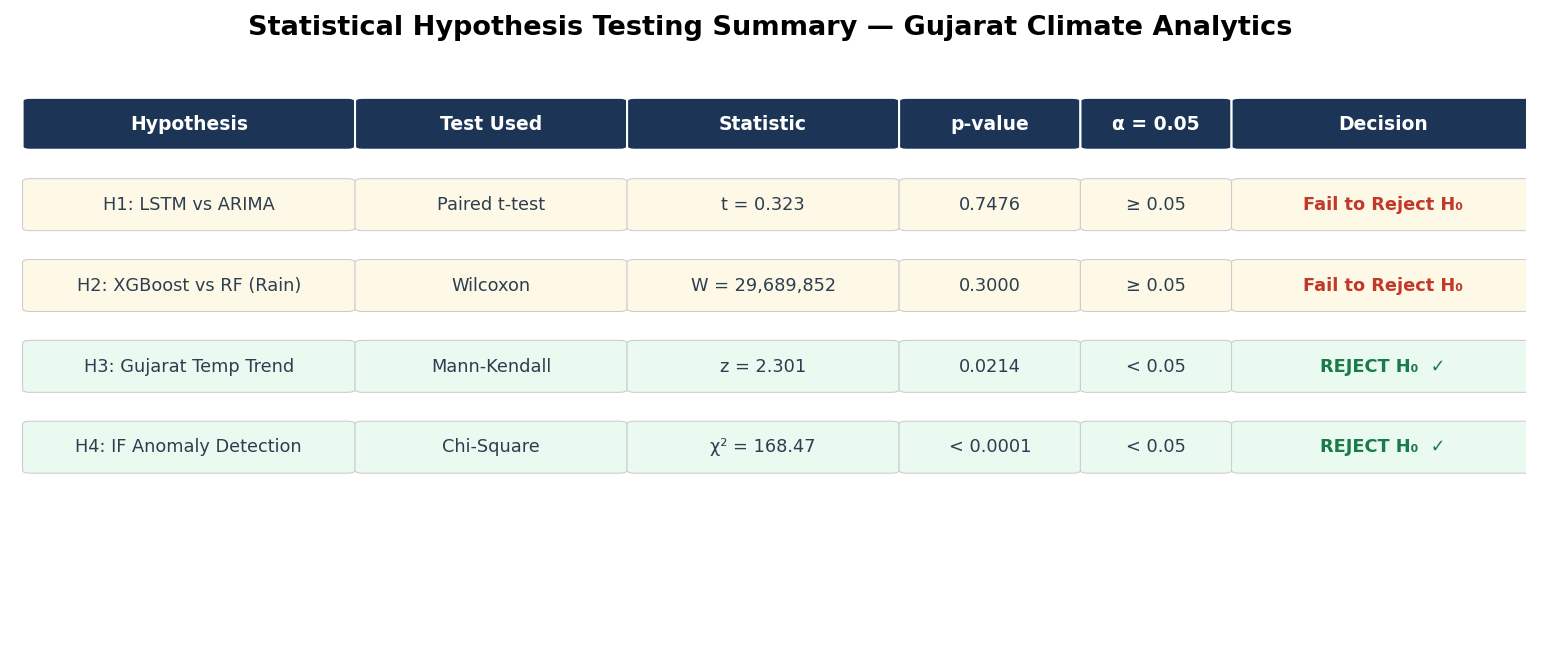 Statistical Hypothesis Testing Summary — Gujarat Climate Analytics
Hypothesis Test Used Statistic p-value α = 0.05 Decision
H1: LSTM vs ARIMA Paired t-test t = 0.323 0.7476 ≥ 0.05 Fail to Reject H₀
H2: XGBoost vs RF (Rain) Wilcoxon W = 29,689,852 0.3000 ≥ 0.05 Fail to Reject H₀
H3: Gujarat Temp Trend Mann-Kendall z = 2.301 0.0214 < 0.05 REJECT H₀ ✓
H4: IF Anomaly Detection Chi-Square χ² = 168.47 < 0.0001 < 0.05 REJECT H₀ ✓